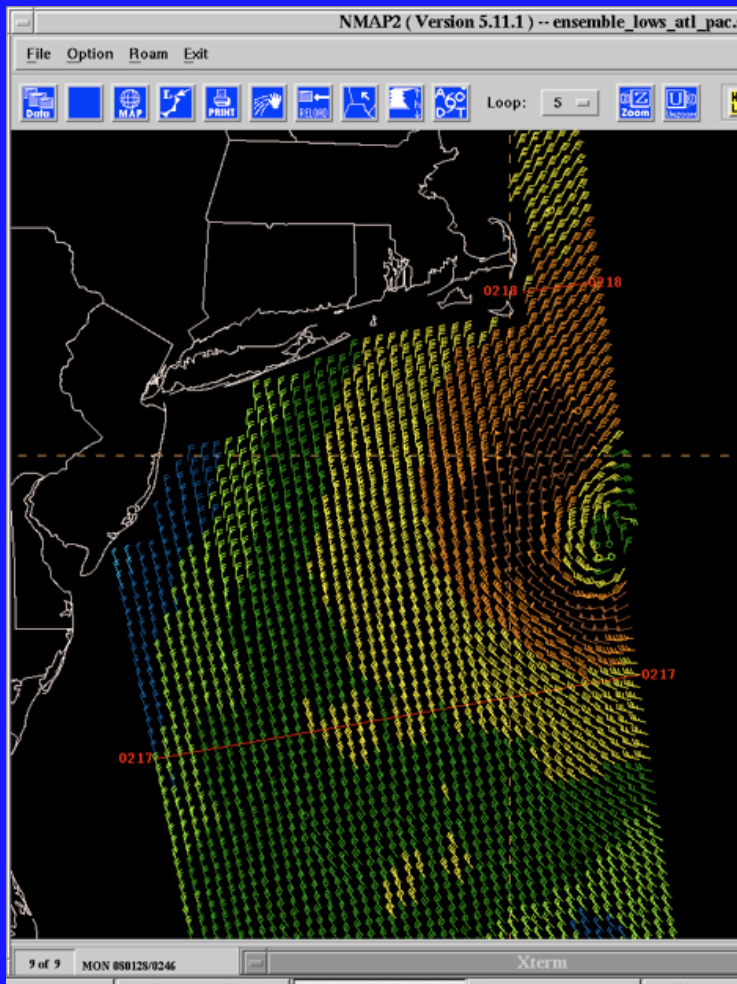 NMAP2 ( Version 5.11.1 ) -- ensemble_lows_atl_pac.
File Option Roam Exit
Data MAP L PRINT RELOAD A S O D T Loop: 5 Z Zoom U UnZoom H L
0218 0218
0217
0217
9 of 9 MON 080128/0246 Xterm